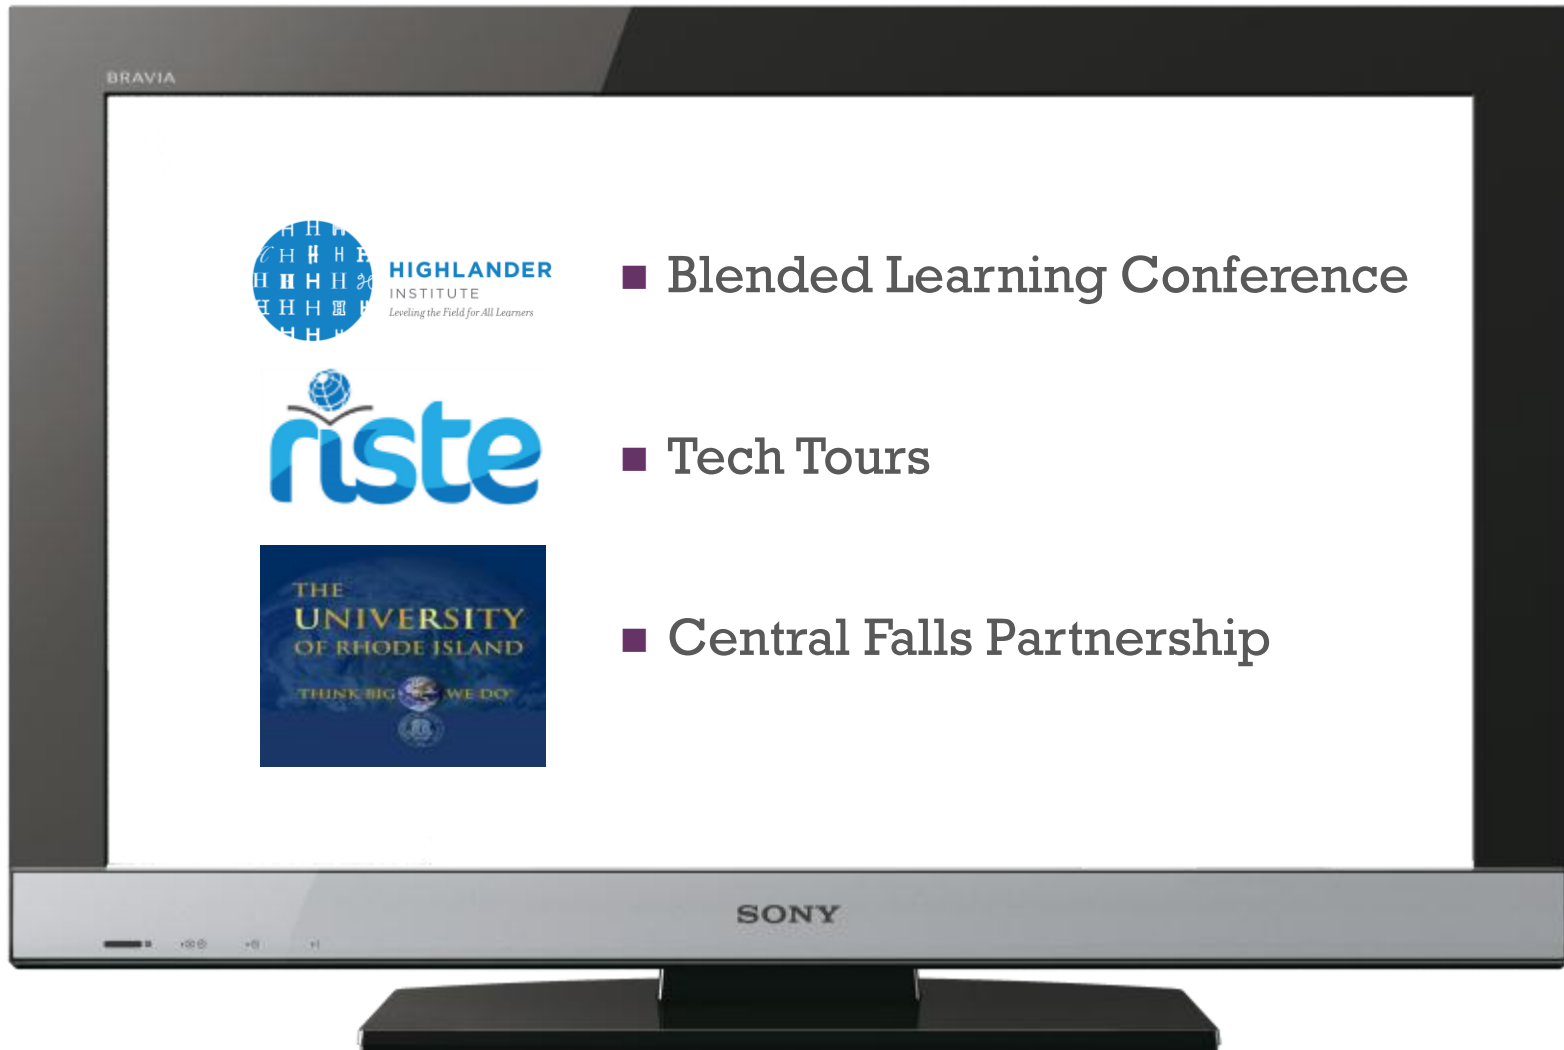 BRAVIA
HIGHLANDER
INSTITUTE
Leveling the Field for All Learners
Blended Learning Conference
riste
Tech Tours
THE
UNIVERSITY
OF RHODE ISLAND
THINK BIG WE DO
Central Falls Partnership
SONY